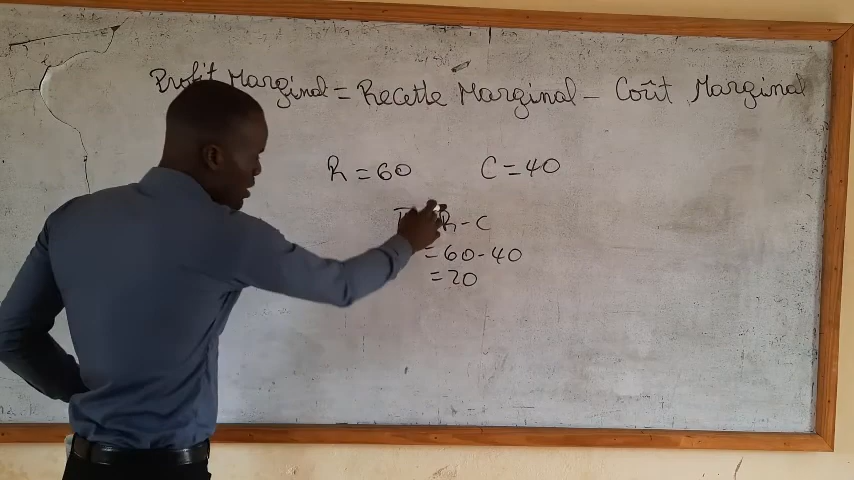 Profit Marginal = Recette Marginal - Coût Marginal
R = 60 C = 40
R - C
= 60 - 40
= 20